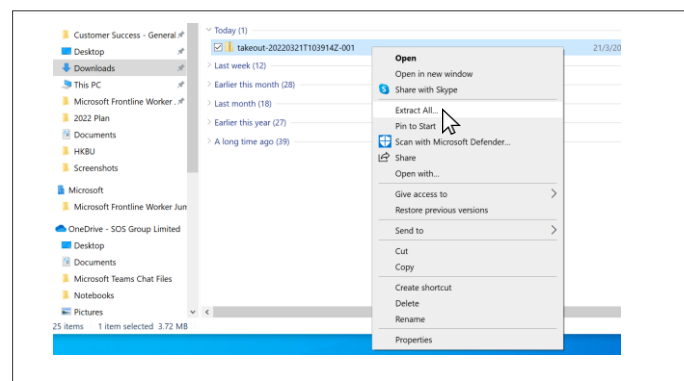 Customer Success - General
Desktop
Downloads
This PC
Microsoft Frontline Worker .
2022 Plan
Documents
HKBU
Screenshots
Microsoft
Microsoft Frontline Worker Jun
OneDrive - SOS Group Limited
Desktop
Documents
Microsoft Teams Chat Files
Notebooks
Pictures
25 items 1 item selected 3.72 MB
Today (1)
takeout-20220321T103914Z-001 21/3/20
Last week (12)
Earlier this month (28)
Last month (18)
Earlier this year (27)
A long time ago (39)
Open
Open in new window
Share with Skype
Extract All...
Pin to Start
Scan with Microsoft Defender...
Share
Open with...
Give access to
Restore previous versions
Send to
Cut
Copy
Create shortcut
Delete
Rename
Properties